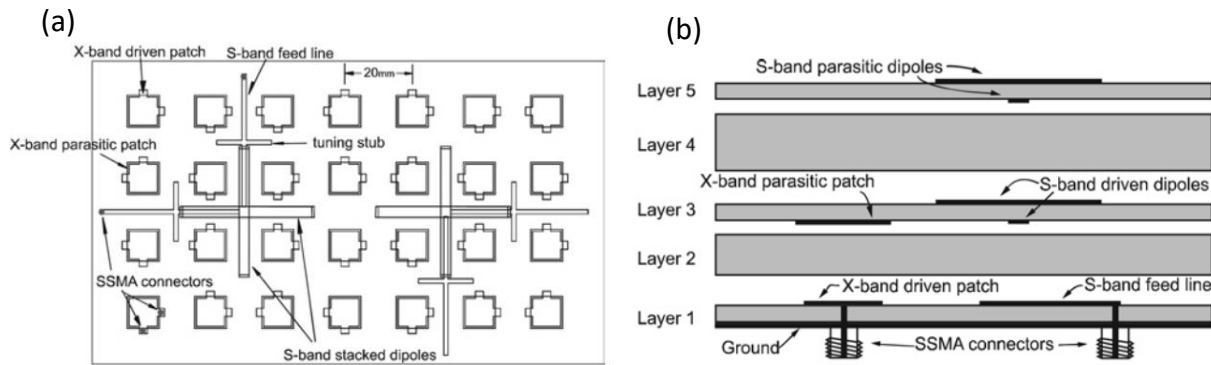 (a)
X-band driven patch
S-band feed line
20mm
tuning stub
X-band parasitic patch
SSMA connectors
S-band stacked dipoles
(b)
S-band parasitic dipoles
Layer 5
Layer 4
X-band parasitic patch
S-band driven dipoles
Layer 3
Layer 2
X-band driven patch
S-band feed line
Layer 1
Ground
SSMA connectors